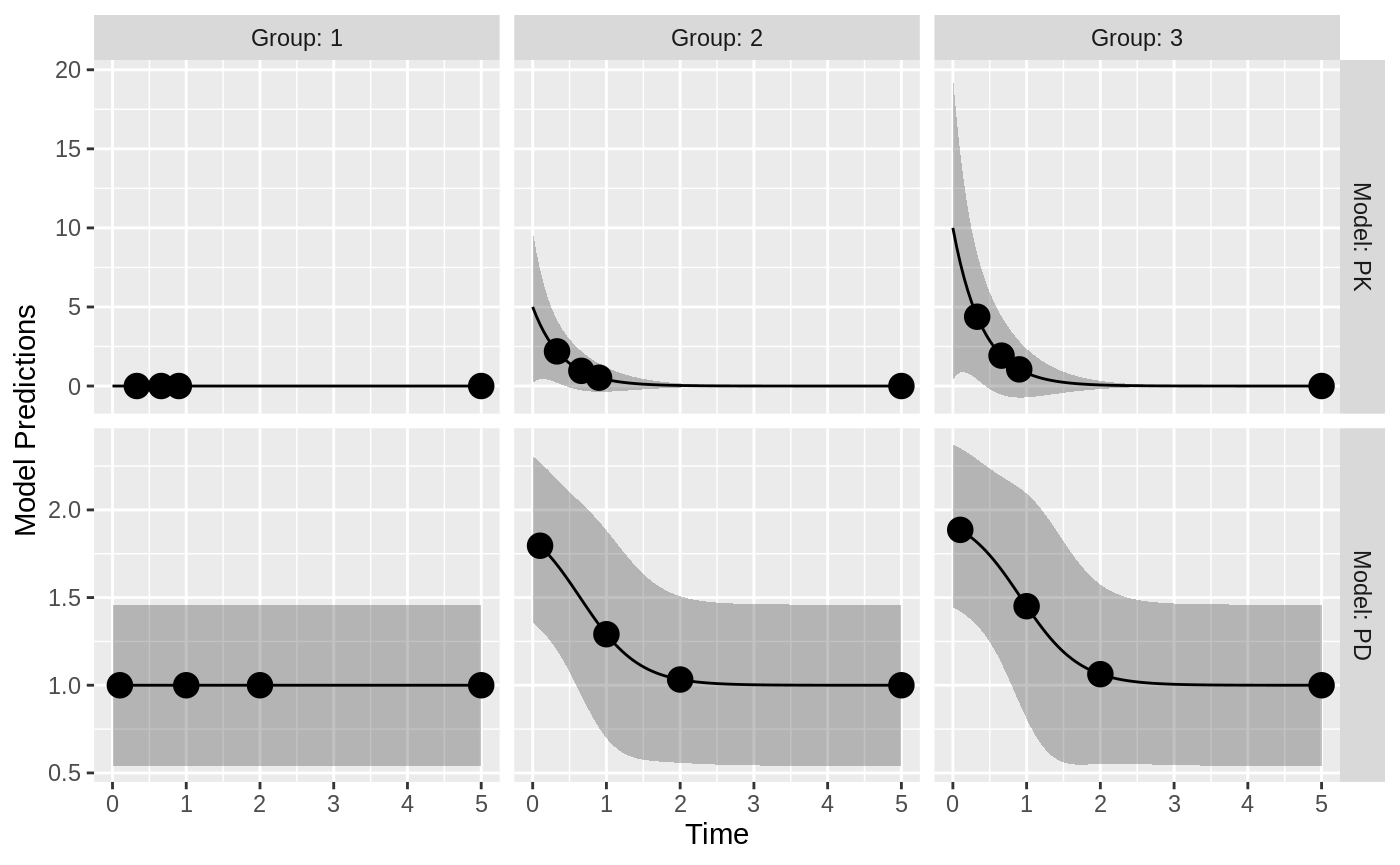 Group: 1
Group: 2
Group: 3
20
15
10
5
0
Model: PK
Model Predictions
2.0
1.5
1.0
0.5
Model: PD
0 1 2 3 4 5
0 1 2 3 4 5
0 1 2 3 4 5
Time